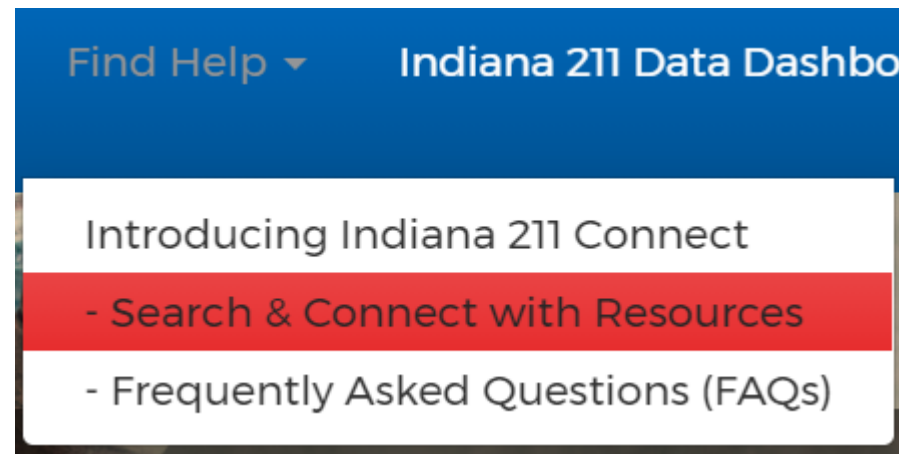 Find Help Indiana 211 Data Dashbo
Introducing Indiana 211 Connect
- Search & Connect with Resources
- Frequently Asked Questions (FAQs)